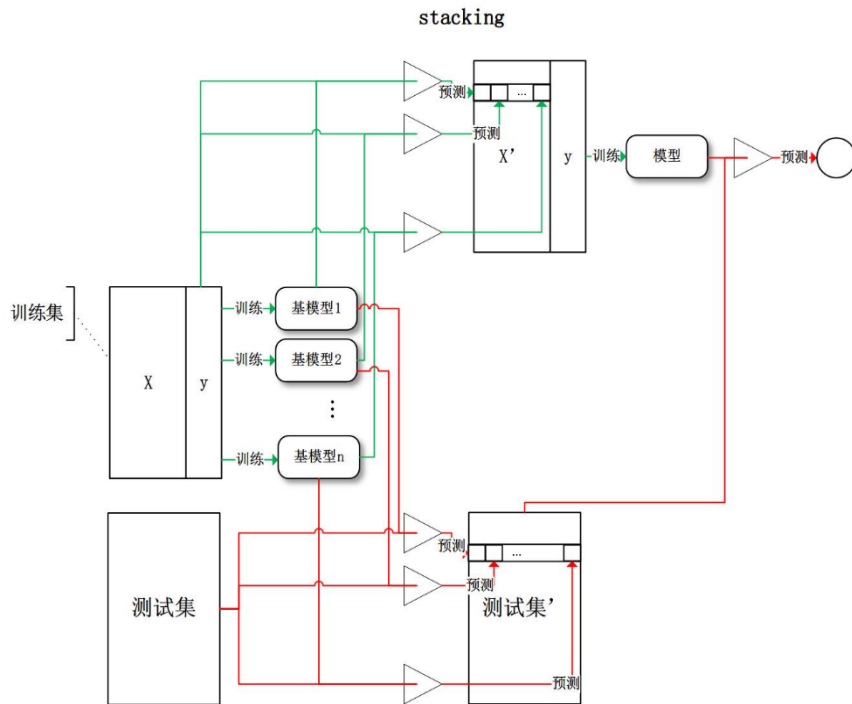 stacking
预测
...
预测
X'
y
训练
模型
预测
训练集
X
y
训练
基模型1
训练
基模型2
...
训练
基模型n
测试集
预测
...
预测
测试集'
预测